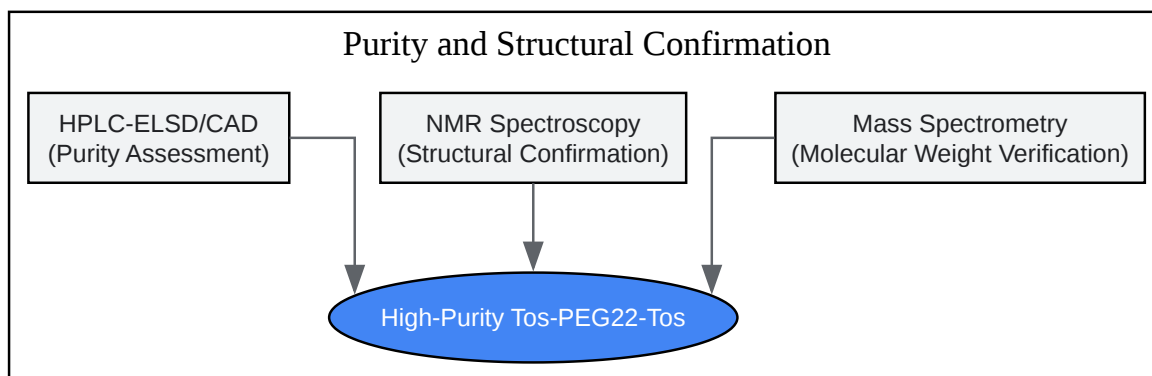 Purity and Structural Confirmation
HPLC-ELSD/CAD
(Purity Assessment)
NMR Spectroscopy
(Structural Confirmation)
Mass Spectrometry
(Molecular Weight Verification)
High-Purity Tos-PEG22-Tos